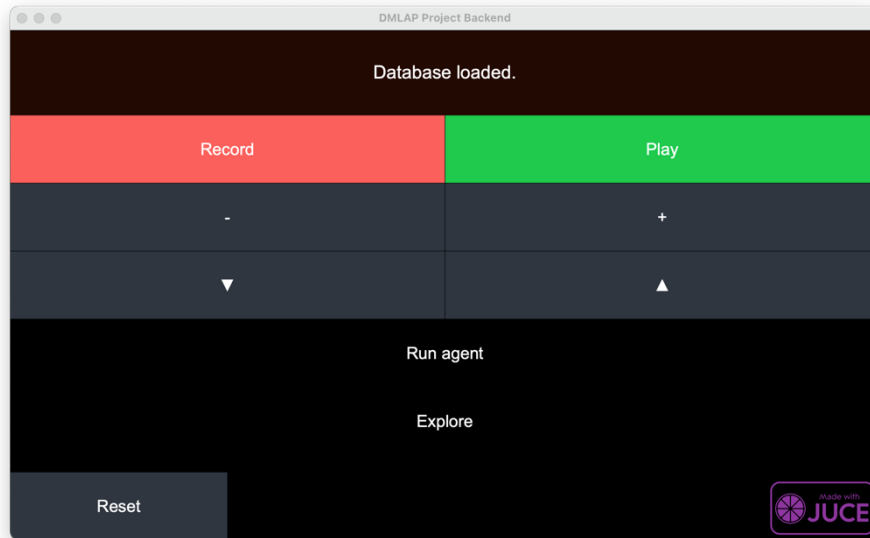 DMLAP Project Backend
Database loaded.
Record
Play
-
+
▼
▲
Run agent
Explore
Reset
Made with
JUCE